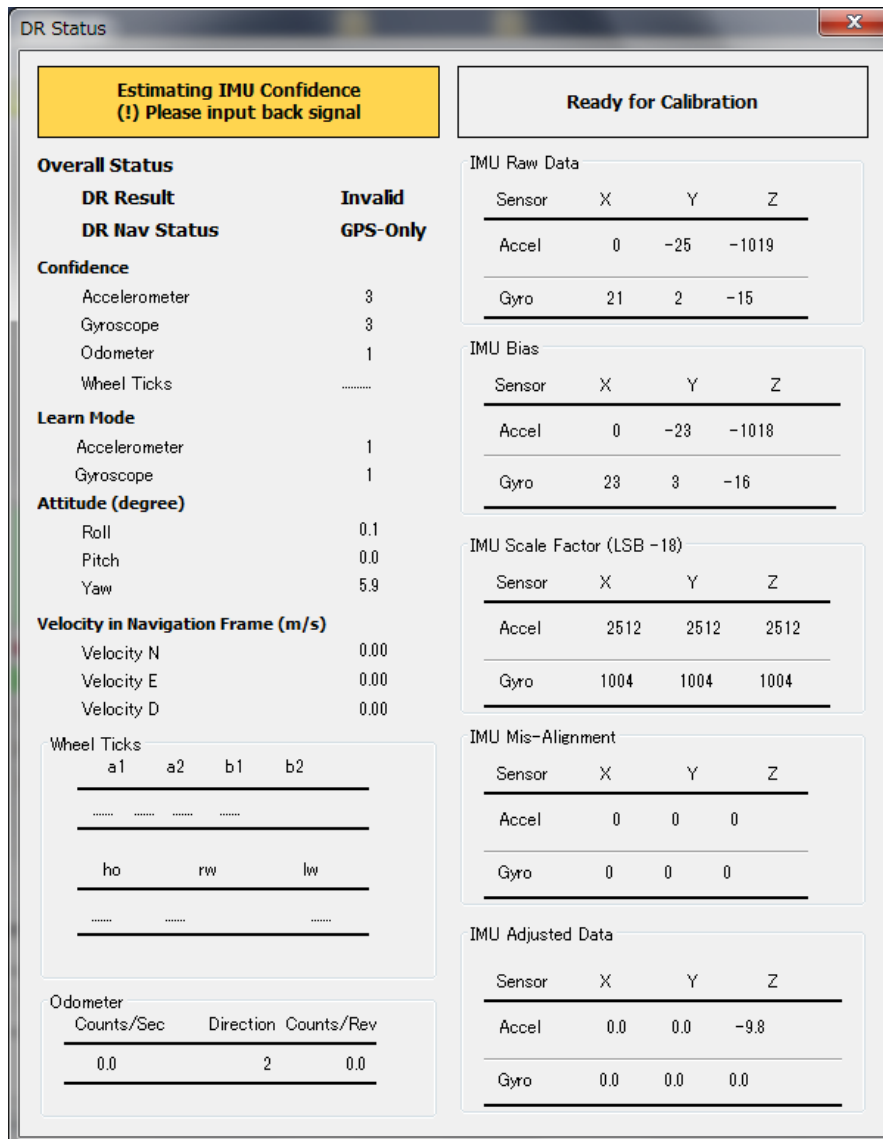 DR Status
Estimating IMU Confidence
(!) Please input back signal
Overall Status
DR Result Invalid
DR Nav Status GPS-Only
Confidence
Accelerometer 3
Gyroscope 3
Odometer 1
Wheel Ticks ..........
Learn Mode
Accelerometer 1
Gyroscope 1
Attitude (degree)
Roll 0.1
Pitch 0.0
Yaw 5.9
Velocity in Navigation Frame (m/s)
Velocity N 0.00
Velocity E 0.00
Velocity D 0.00
Wheel Ticks
a1 a2 b1 b2
....... ....... ....... .......
ho rw lw
....... ....... .......
Odometer
Counts/Sec Direction Counts/Rev
0.0 2 0.0
Ready for Calibration
IMU Raw Data
Sensor X Y Z
Accel 0 -25 -1019
Gyro 21 2 -15
IMU Bias
Sensor X Y Z
Accel 0 -23 -1018
Gyro 23 3 -16
IMU Scale Factor (LSB -18)
Sensor X Y Z
Accel 2512 2512 2512
Gyro 1004 1004 1004
IMU Mis-Alignment
Sensor X Y Z
Accel 0 0 0
Gyro 0 0 0
IMU Adjusted Data
Sensor X Y Z
Accel 0.0 0.0 -9.8
Gyro 0.0 0.0 0.0